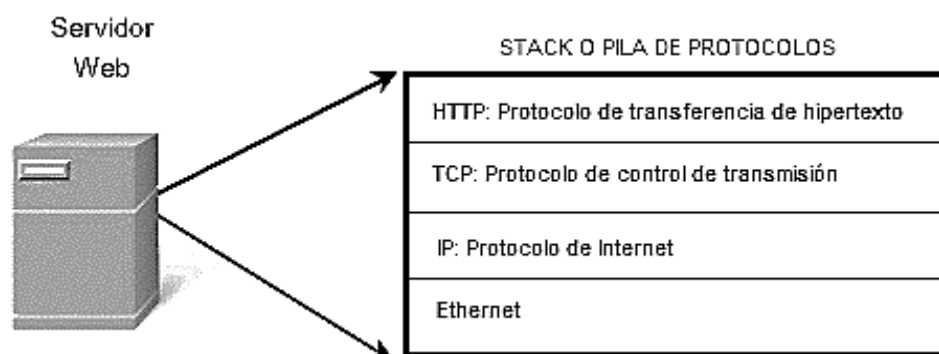 Servidor
Web
STACK O PILA DE PROTOCOLOS
HTTP: Protocolo de transferencia de hipertexto
TCP: Protocolo de control de transmisión
IP: Protocolo de Internet
Ethernet